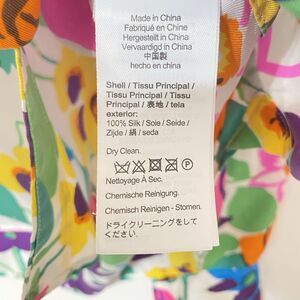 Made in China
Fabriqué en Chine
Hergestellt in China
Vervaardigd in China
中国製
hecho en china
Shell / Tissu Principal /
Tissu Principal / Tissu
Principal / 表地 / tela
exterior:
100% Silk / Soie / Seide /
Zijde / 絹 / seda
Dry Clean.
Nettoyage À Sec.
Chemische Reinigung.
Chemisch Reinigen - Stomen.
ドライクリーニングをして
ください。